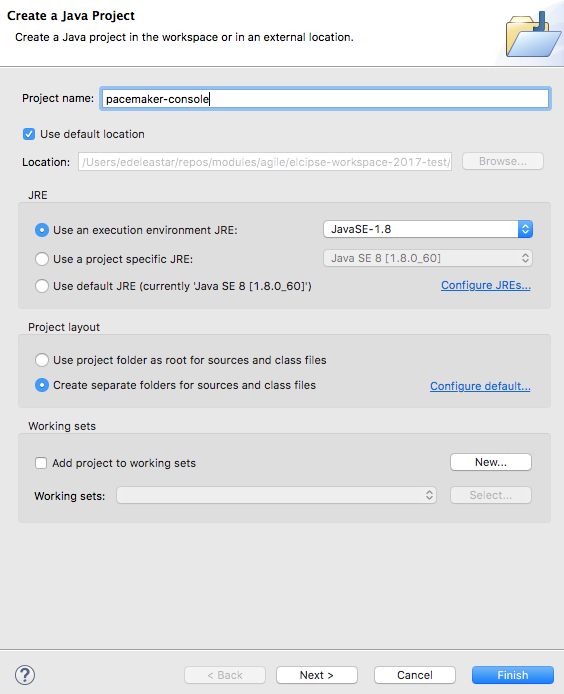 Create a Java Project
Create a Java project in the workspace or in an external location.
Project name: pacemaker-console
Use default location
Location: /Users/edeleastar/repos/modules/agile/elcipse-workspace-2017-test/ Browse...
JRE
Use an execution environment JRE: JavaSE-1.8
Use a project specific JRE: Java SE 8 [1.8.0_60]
Use default JRE (currently 'Java SE 8 [1.8.0_60]') Configure JREs...
Project layout
Use project folder as root for sources and class files
Create separate folders for sources and class files Configure default...
Working sets
Add project to working sets New...
Working sets: Select...
? < Back Next > Cancel Finish